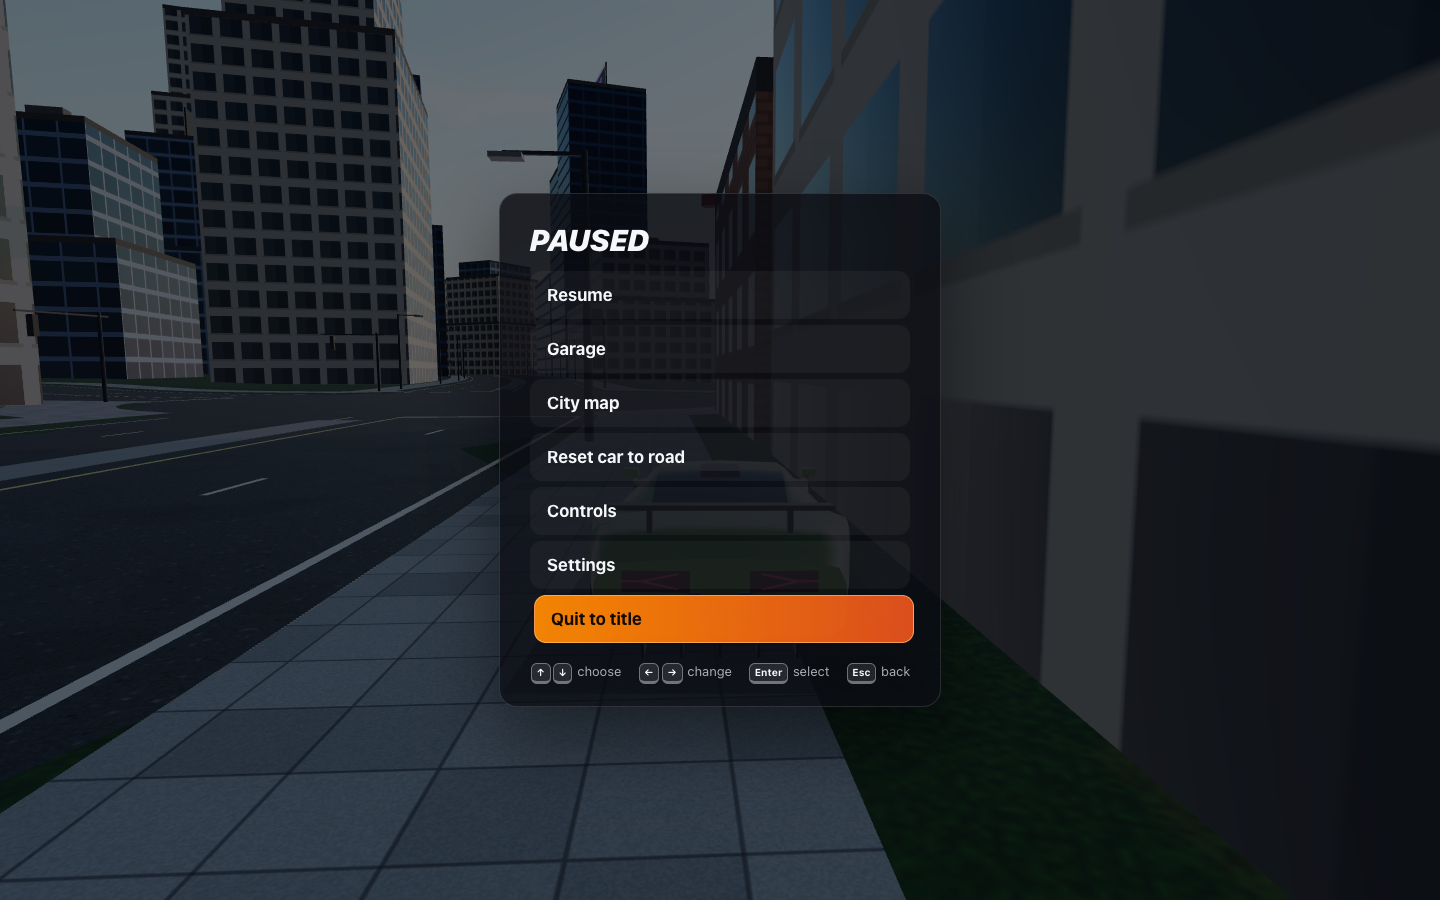 PAUSED
Resume
Garage
City map
Reset car to road
Controls
Settings
Quit to title
↑ ↓ choose ← → change Enter select Esc back